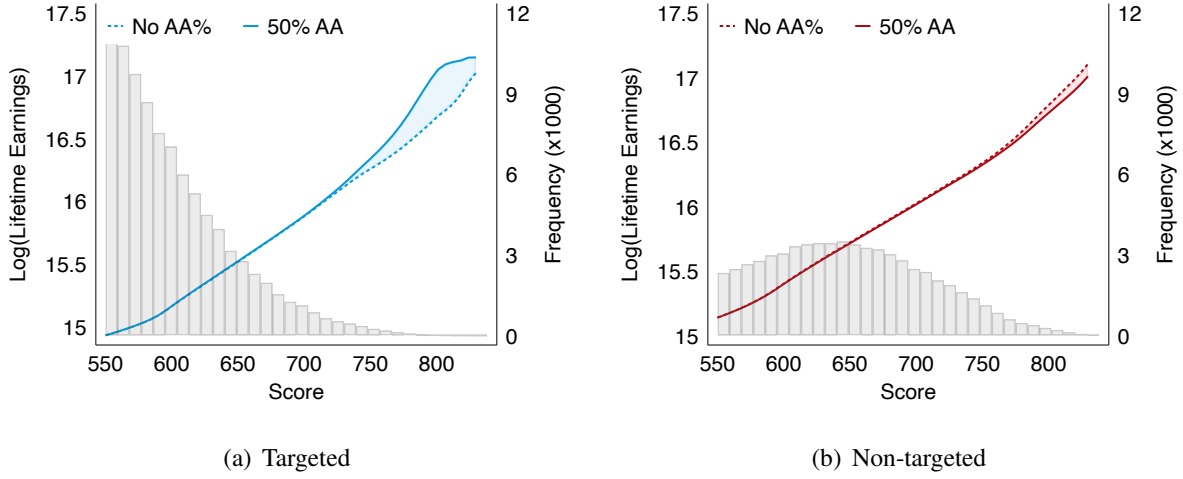 No AA% 50% AA
Log(Lifetime Earnings)
17.5
17
16.5
16
15.5
15
12
9
6
3
0
Frequency (x1000)
550 600 650 700 750 800
Score
(a) Targeted
No AA% 50% AA
Log(Lifetime Earnings)
17.5
17
16.5
16
15.5
15
12
9
6
3
0
Frequency (x1000)
550 600 650 700 750 800
Score
(b) Non-targeted